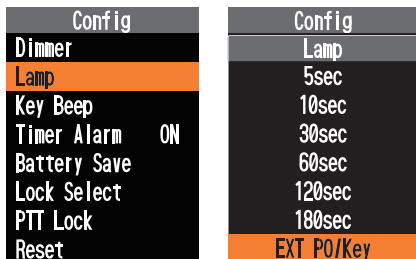 Config
Dimmer
Lamp
Key Beep
Timer Alarm ON
Battery Save
Lock Select
PTT Lock
Reset
Config
Lamp
5sec
10sec
30sec
60sec
120sec
180sec
EXT PO/Key